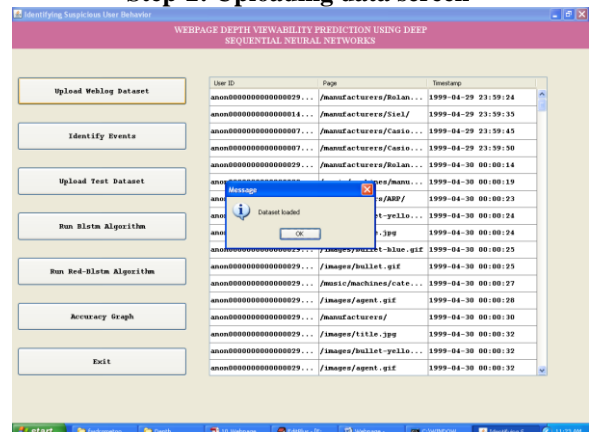 Identifying Suspicious User Behavior
WEBPAGE DEPTH VIEWABILITY PREDICTION USING DEEP
SEQUENTIAL NEURAL NETWORKS
Upload Weblog Dataset
Identify Events
Upload Test Dataset
Run Blstm Algorithm
Run Red-Blstm Algorithm
Accuracy Graph
Exit
User ID Page Timestamp
anon0000000000000029... /manufacturers/Rolan... 1999-04-29 23:59:24
anon0000000000000014... /manufacturers/Siel/ 1999-04-29 23:59:35
anon0000000000000007... /manufacturers/Casio... 1999-04-29 23:59:45
anon0000000000000007... /manufacturers/Casio... 1999-04-29 23:59:50
anon0000000000000029... /manufacturers/Rolan... 1999-04-30 00:00:14
1999-04-30 00:00:19
/ARP/ 1999-04-30 00:00:23
1999-04-30 00:00:24
.jpg 1999-04-30 00:00:24
Message
Dataset loaded
OK
anon0000000000000029... /images/bullet-blue.gif 1999-04-30 00:00:25
anon0000000000000029... /images/bullet.gif 1999-04-30 00:00:25
anon0000000000000029... /music/machines/cate... 1999-04-30 00:00:27
anon0000000000000029... /images/agent.gif 1999-04-30 00:00:28
anon0000000000000029... /manufacturers/ 1999-04-30 00:00:30
anon0000000000000029... /images/title.jpg 1999-04-30 00:00:32
anon0000000000000029... /images/bullet-yello... 1999-04-30 00:00:32
anon0000000000000029... /images/agent.gif 1999-04-30 00:00:32
start